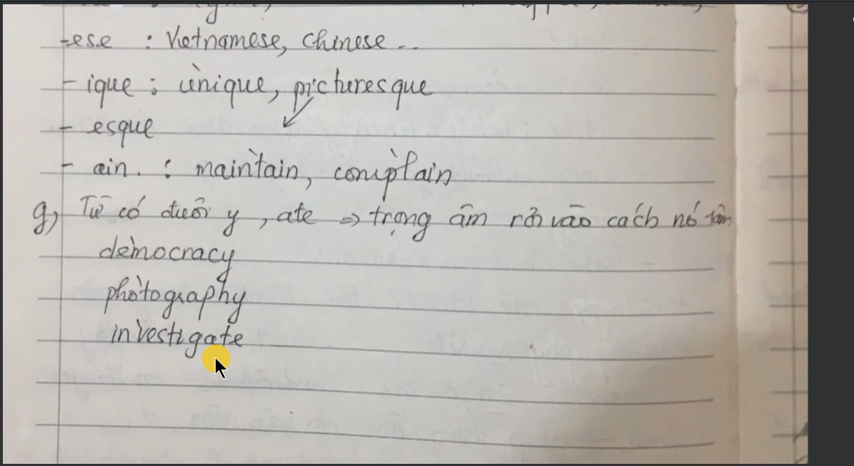 -ese : Vietnamese, Chinese..
- ique : unique, picturesque
- esque
- ain. : maintain, complain
g, Từ có đuôi y, ate => trọng âm rơi vào cách nó
democracy
photography
investigate